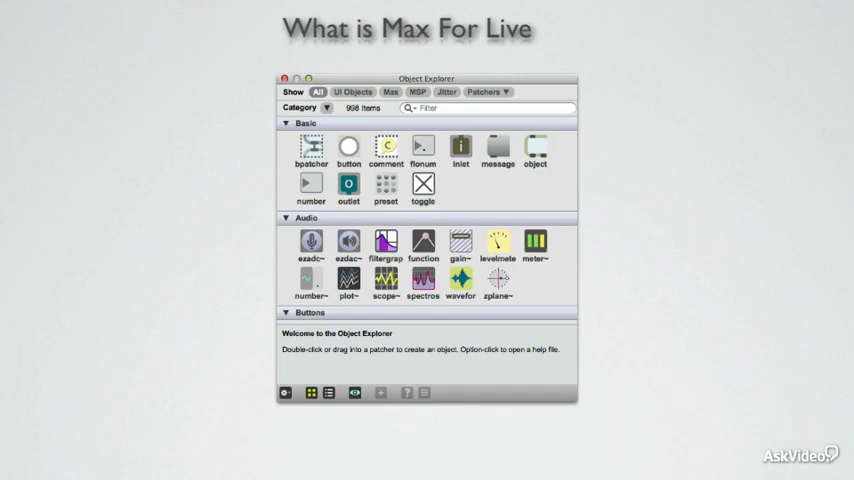 What is Max For Live
Object Explorer
Show All UI Objects Max MSP Jitter Patchers ▼
Category ▼ 998 Items Filter
▼ Basic
bpatcher button comment flonum inlet message object
number outlet preset toggle
▼ Audio
ezadc~ ezdac~ filtergrap function gain~ levelmete meter~
number~ plot~ scope~ spectros wavefor zplane~
▼ Buttons
Welcome to the Object Explorer
Double-click or drag into a patcher to create an object. Option-click to open a help file.
AskVideo